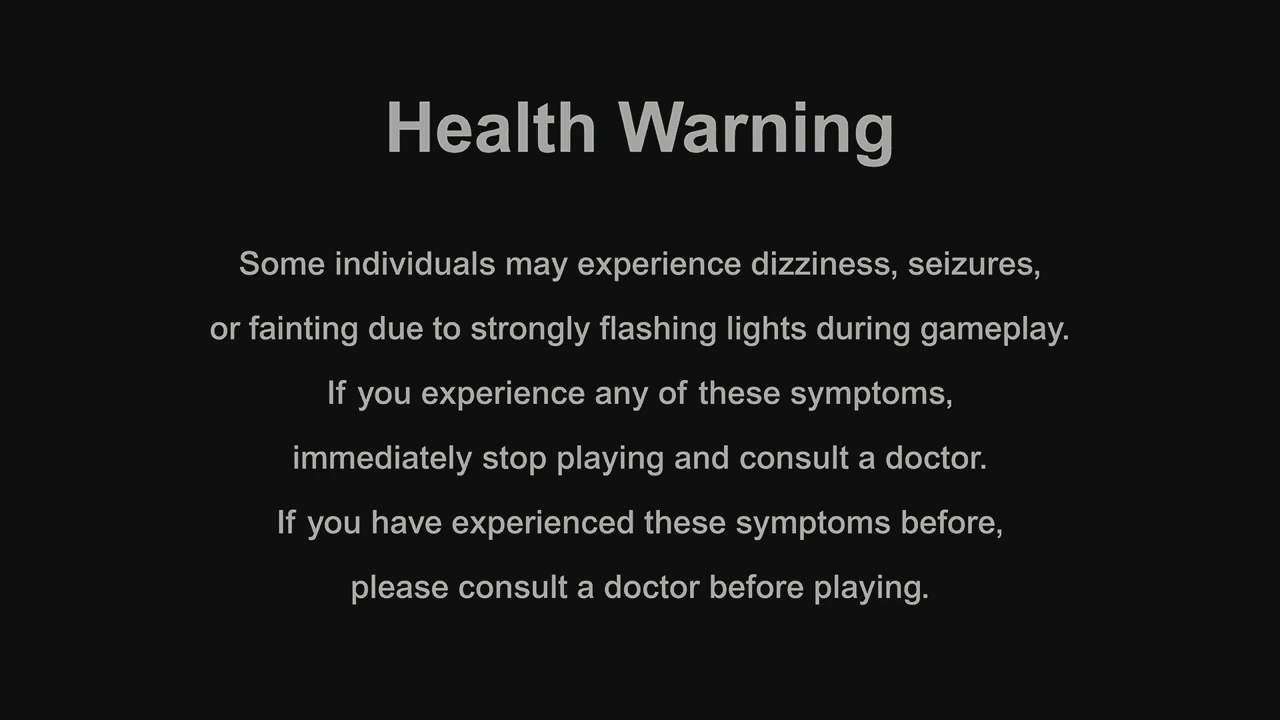 Health Warning
Some individuals may experience dizziness, seizures,
or fainting due to strongly flashing lights during gameplay.
If you experience any of these symptoms,
immediately stop playing and consult a doctor.
If you have experienced these symptoms before,
please consult a doctor before playing.